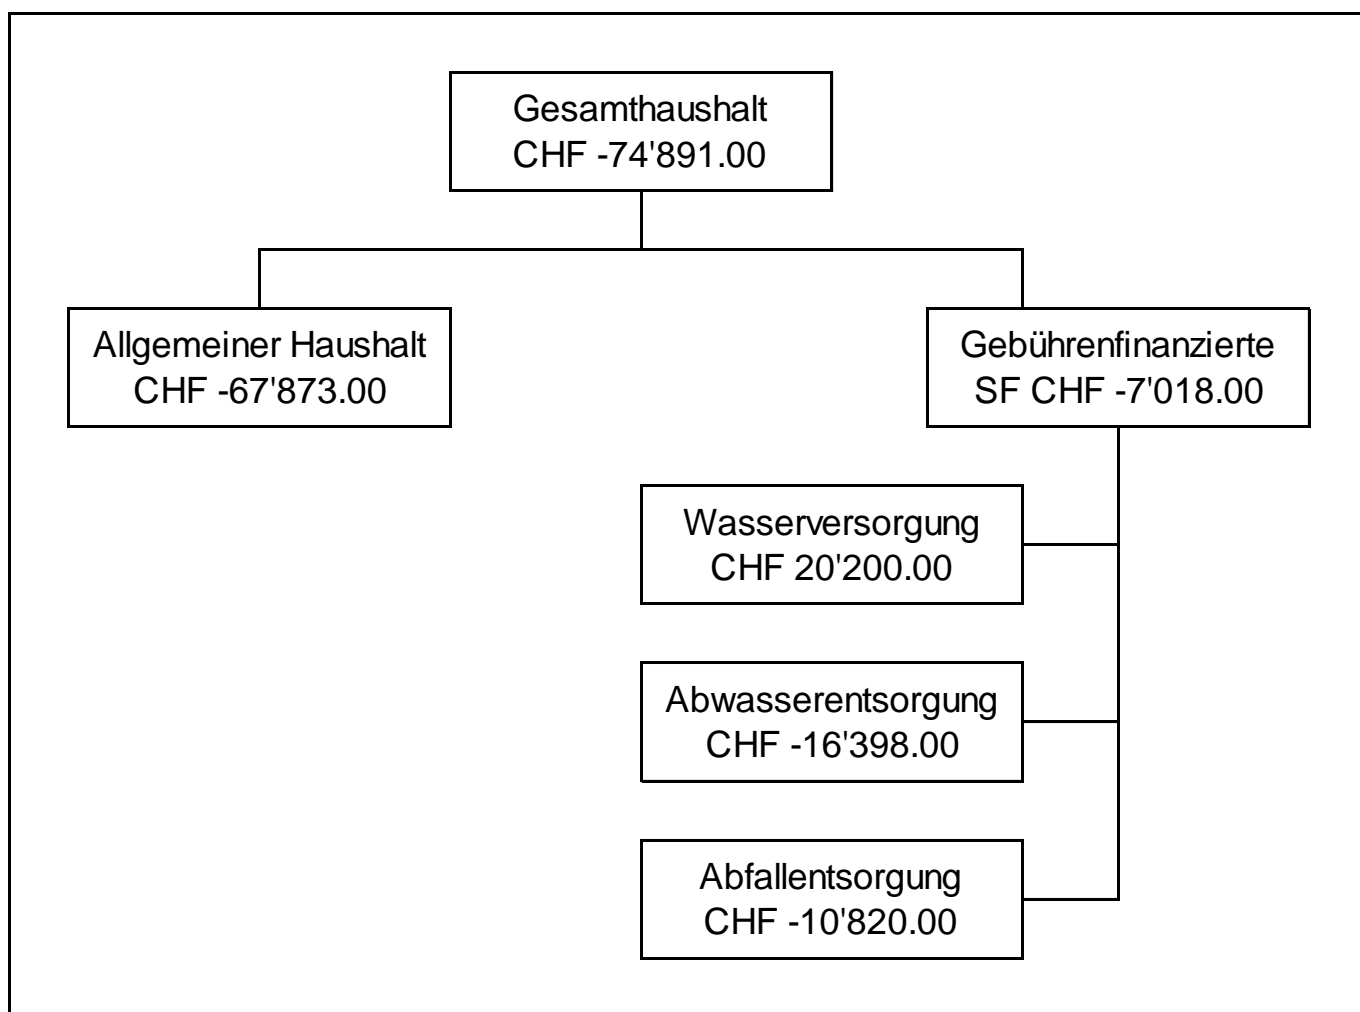 Gesamthaushalt
CHF -74'891.00
Allgemeiner Haushalt
CHF -67'873.00
Gebührenfinanzierte
SF CHF -7'018.00
Wasserversorgung
CHF 20'200.00
Abwasserentsorgung
CHF -16'398.00
Abfallentsorgung
CHF -10'820.00